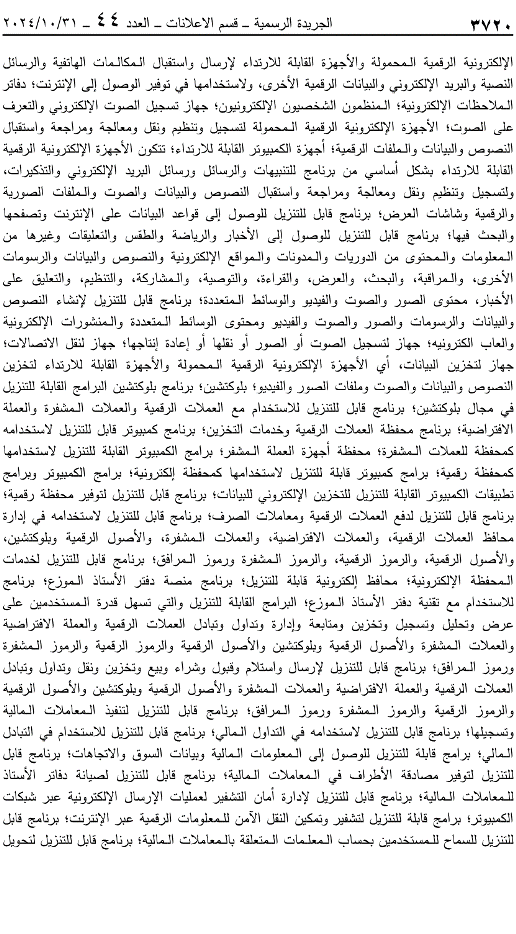 ٣٧٢٠ الجريدة الرسمية – قسم الاعلانات – العدد ٤٤ – ٢٠٢٤/١٠/٣١
الإلكترونية الرقمية المحمولة والأجهزة القابلة للارتداء لإرسال واستقبال المكالمات الهاتفية والرسائل
النصية والبريد الإلكتروني والبيانات الرقمية الأخرى، ولاستخدامها في توفير الوصول إلى الإنترنت؛ دفاتر
الملاحظات الإلكترونية؛ المنظمون الشخصيون الإلكترونيون؛ جهاز تسجيل الصوت الإلكتروني والتعرف
على الصوت؛ الأجهزة الإلكترونية الرقمية المحمولة لتسجيل وتنظيم ونقل ومعالجة ومراجعة واستقبال
النصوص والبيانات والملفات الرقمية؛ أجهزة الكمبيوتر القابلة للارتداء؛ تتكون الأجهزة الإلكترونية الرقمية
القابلة للارتداء بشكل أساسي من برنامج للتنبيهات والرسائل ورسائل البريد الإلكتروني والتذكيرات،
ولتسجيل وتنظيم ونقل ومعالجة ومراجعة واستقبال النصوص والبيانات والصوت والملفات الصورية
والرقمية وشاشات العرض؛ برنامج قابل للتنزيل للوصول إلى قواعد البيانات على الإنترنت وتصفحها
والبحث فيها؛ برنامج قابل للتنزيل للوصول إلى الأخبار والرياضة والطقس والتعليقات وغيرها من
المعلومات والمحتوى من الدوريات والمدونات والمواقع الإلكترونية والنصوص والبيانات والرسومات
الأخرى، والمراقبة، والبحث، والعرض، والقراءة، والتوصية، والمشاركة، والتنظيم، والتعليق على
الأخبار، محتوى الصور والصوت والفيديو والوسائط المتعددة؛ برنامج قابل للتنزيل لإنشاء النصوص
والبيانات والرسومات والصور والصوت والفيديو ومحتوى الوسائط المتعددة والمنشورات الإلكترونية
والعاب الكترونيه؛ جهاز لتسجيل الصوت أو الصور أو نقلها أو إعادة إنتاجها؛ جهاز لنقل الاتصالات؛
جهاز لتخزين البيانات، أي الأجهزة الإلكترونية الرقمية المحمولة والأجهزة القابلة للارتداء لتخزين
النصوص والبيانات والصوت وملفات الصور والفيديو؛ بلوكتشين؛ برنامج بلوكتشين البرامج القابلة للتنزيل
في مجال بلوكتشين؛ برنامج قابل للتنزيل للاستخدام مع العملات الرقمية والعملات المشفرة والعملة
الافتراضية؛ برنامج محفظة العملات الرقمية وخدمات التخزين؛ برنامج كمبيوتر قابل للتنزيل لاستخدامه
كمحفظة للعملات المشفرة؛ محفظة أجهزة العملة المشفر؛ برامج الكمبيوتر القابلة للتنزيل لاستخدامها
كمحفظة رقمية؛ برامج كمبيوتر قابلة للتنزيل لاستخدامها كمحفظة إلكترونية؛ برامج الكمبيوتر وبرامج
تطبيقات الكمبيوتر القابلة للتنزيل للتخزين الإلكتروني للبيانات؛ برنامج قابل للتنزيل لتوفير محفظة رقمية؛
برنامج قابل للتنزيل لدفع العملات الرقمية ومعاملات الصرف؛ برنامج قابل للتنزيل لاستخدامه في إدارة
محافظ العملات الرقمية، والعملات الافتراضية، والعملات المشفرة، والأصول الرقمية وبلوكتشين،
والأصول الرقمية، والرموز الرقمية، والرموز المشفرة ورموز المرافق؛ برنامج قابل للتنزيل لخدمات
المحفظة الإلكترونية؛ محافظ إلكترونية قابلة للتنزيل؛ برنامج منصة دفتر الأستاذ الموزع؛ برنامج
للاستخدام مع تقنية دفتر الأستاذ الموزع؛ البرامج القابلة للتنزيل والتي تسهل قدرة المستخدمين على
عرض وتحليل وتسجيل وتخزين ومتابعة وإدارة وتداول وتبادل العملات الرقمية والعملة الافتراضية
والعملات المشفرة والأصول الرقمية وبلوكتشين والأصول الرقمية والرموز الرقمية والرموز المشفرة
ورموز المرافق؛ برنامج قابل للتنزيل لإرسال واستلام وقبول وشراء وبيع وتخزين ونقل وتداول وتبادل
العملات الرقمية والعملة الافتراضية والعملات المشفرة والأصول الرقمية وبلوكتشين والأصول الرقمية
والرموز الرقمية والرموز المشفرة ورموز المرافق؛ برنامج قابل للتنزيل لتنفيذ المعاملات المالية
وتسجيلها؛ برنامج قابل للتنزيل لاستخدامه في التداول المالي؛ برنامج قابل للتنزيل للاستخدام في التبادل
المالي؛ برامج قابلة للتنزيل للوصول إلى المعلومات المالية وبيانات السوق والاتجاهات؛ برنامج قابل
للتنزيل لتوفير مصادقة الأطراف في المعاملات المالية؛ برنامج قابل للتنزيل لصيانة دفاتر الأستاذ
للمعاملات المالية؛ برنامج قابل للتنزيل لإدارة أمان التشفير لعمليات الإرسال الإلكترونية عبر شبكات
الكمبيوتر؛ برامج قابلة للتنزيل لتشفير وتمكين النقل الآمن للمعلومات الرقمية عبر الإنترنت؛ برنامج قابل
للتنزيل للسماح للمستخدمين بحساب المعلمات المتعلقة بالمعاملات المالية؛ برنامج قابل للتنزيل لتحويل